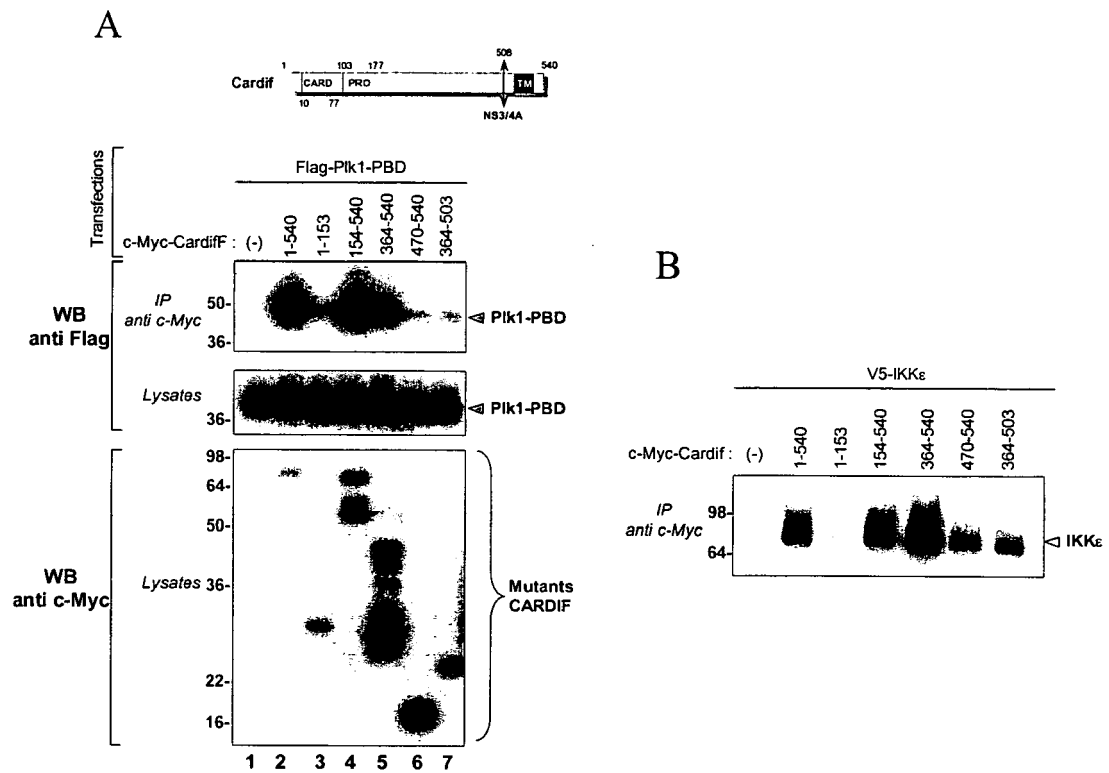 A
1 103 177 508 540
Cardif CARD PRD TM
10 77 NS3/4A
Transfections
Flag-Plk1-PBD
c-Myc-CardifF : (-) 1-540 1-153 154-540 364-540 470-540 364-503
WB
anti Flag
IP
anti c-Myc
50-
36-
Plk1-PBD
Lysates
36-
Plk1-PBD
WB
anti c-Myc
Lysates
98-
64-
50-
36-
22-
16-
Mutants
CARDIF
1 2 3 4 5 6 7
B
V5-IKKε
c-Myc-Cardif : (-) 1-540 1-153 154-540 364-540 470-540 364-503
IP
anti c-Myc
98-
64-
IKKε